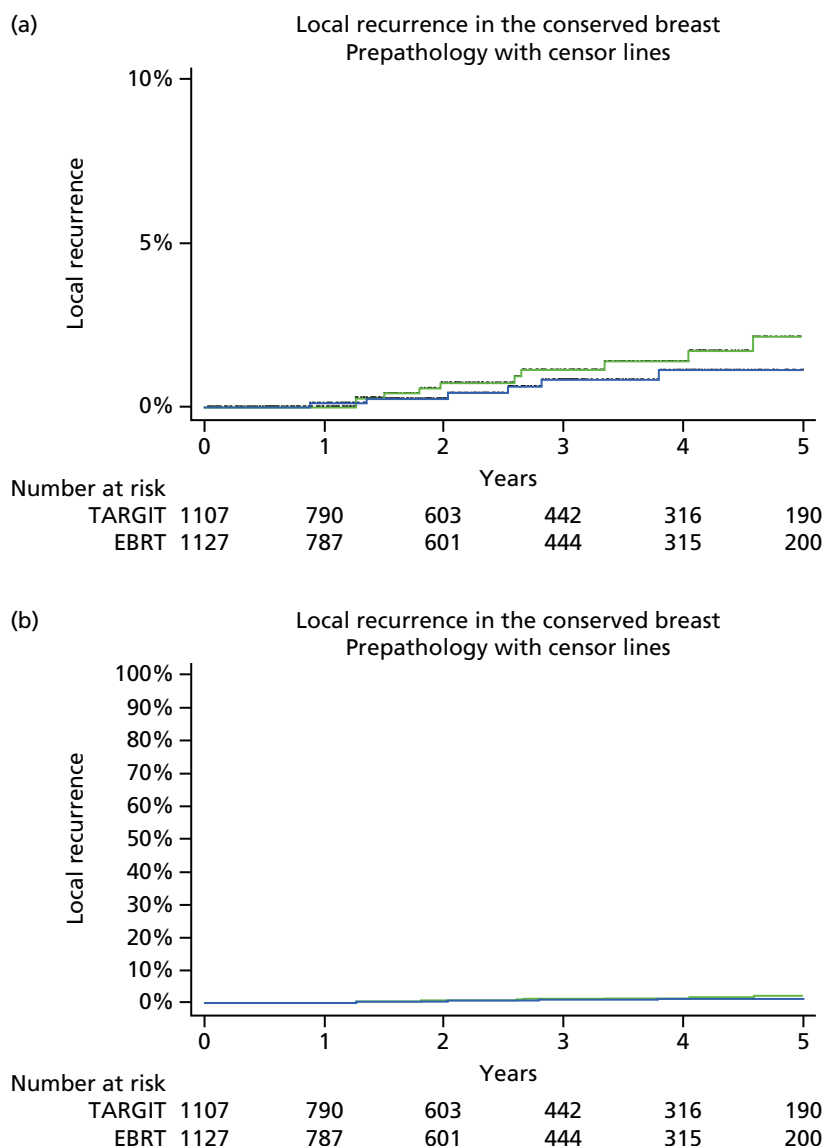 (a)
Local recurrence in the conserved breast
Prepathology with censor lines
10%
5%
0%
Local recurrence
0 1 2 3 4 5
Years
Number at risk
TARGIT 1107 790 603 442 316 190
EBRT 1127 787 601 444 315 200
(b)
Local recurrence in the conserved breast
Prepathology with censor lines
100%
90%
80%
70%
60%
50%
40%
30%
20%
10%
0%
Local recurrence
0 1 2 3 4 5
Years
Number at risk
TARGIT 1107 790 603 442 316 190
EBRT 1127 787 601 444 315 200